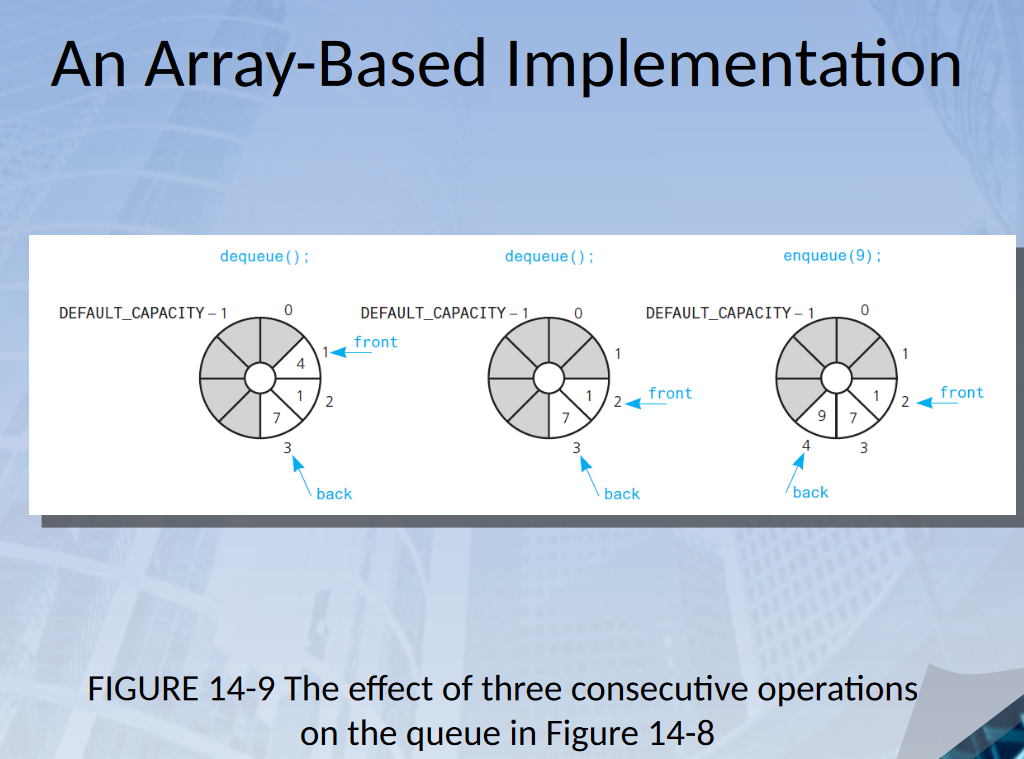 An Array-Based Implementation
dequeue();
dequeue();
enqueue(9);
DEFAULT_CAPACITY – 1
0
1
front
4
1
2
7
3
back
DEFAULT_CAPACITY – 1
0
1
1
2
front
7
3
back
DEFAULT_CAPACITY – 1
0
1
1
2
front
9
7
4
3
back
FIGURE 14-9 The effect of three consecutive operations
on the queue in Figure 14-8